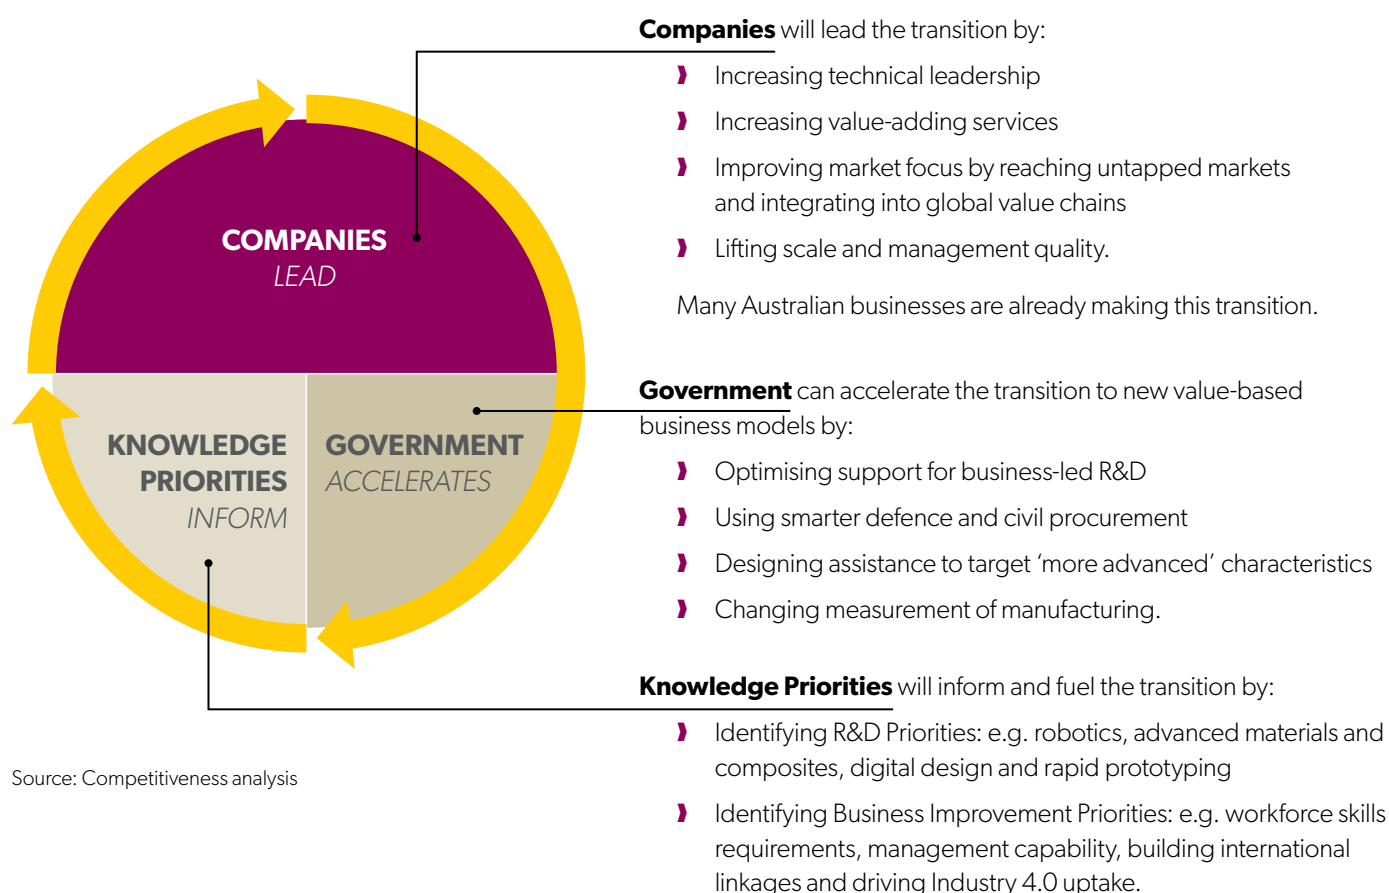 Companies will lead the transition by:
Increasing technical leadership
Increasing value-adding services
Improving market focus by reaching untapped markets
and integrating into global value chains
Lifting scale and management quality.
Many Australian businesses are already making this transition.
COMPANIES
LEAD
Government can accelerate the transition to new value-based
business models by:
Optimising support for business-led R&D
Using smarter defence and civil procurement
Designing assistance to target ‘more advanced’ characteristics
Changing measurement of manufacturing.
KNOWLEDGE
PRIORITIES
INFORM
GOVERNMENT
ACCELERATES
Knowledge Priorities will inform and fuel the transition by:
Identifying R&D Priorities: e.g. robotics, advanced materials and
composites, digital design and rapid prototyping
Identifying Business Improvement Priorities: e.g. workforce skills
requirements, management capability, building international
linkages and driving Industry 4.0 uptake.
Source: Competitiveness analysis